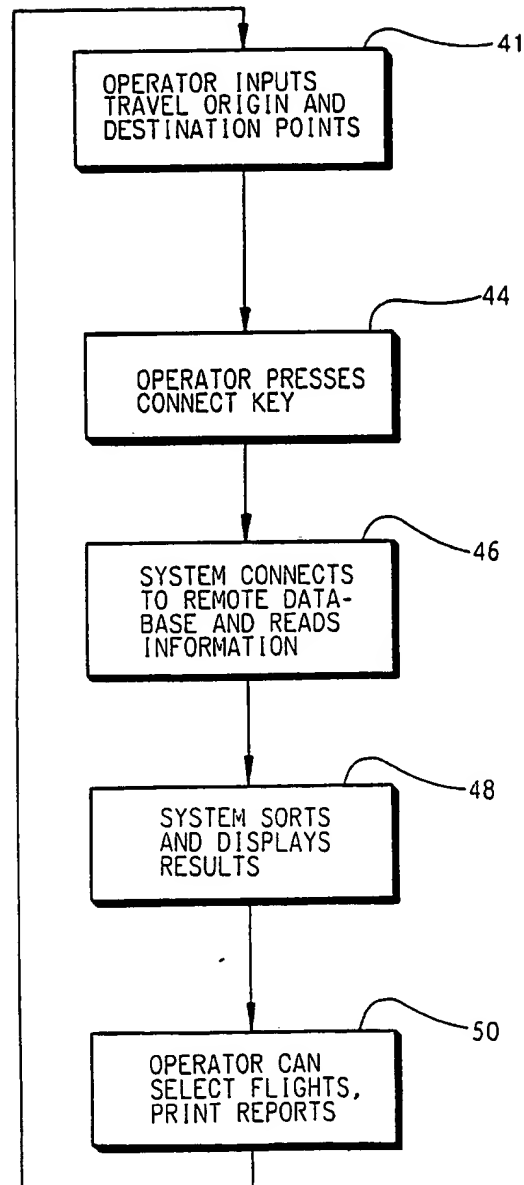 41
OPERATOR INPUTS
TRAVEL ORIGIN AND
DESTINATION POINTS
44
OPERATOR PRESSES
CONNECT KEY
46
SYSTEM CONNECTS
TO REMOTE DATA-
BASE AND READS
INFORMATION
48
SYSTEM SORTS
AND DISPLAYS
RESULTS
50
OPERATOR CAN
SELECT FLIGHTS,
PRINT REPORTS